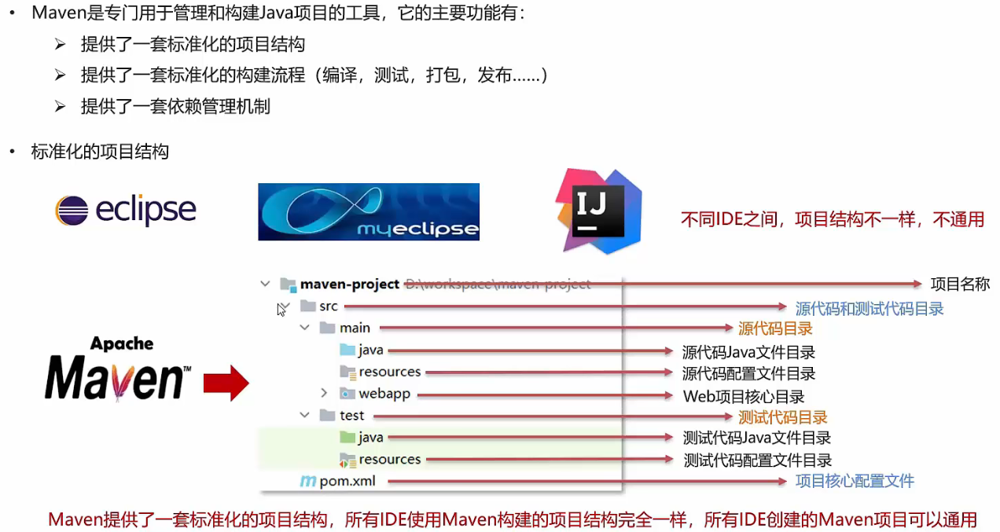 • Maven是专门用于管理和构建Java项目的工具，它的主要功能有：
➢ 提供了一套标准化的项目结构
➢ 提供了一套标准化的构建流程（编译，测试，打包，发布……）
➢ 提供了一套依赖管理机制
• 标准化的项目结构
eclipse
myeclipse
IJ
不同IDE之间，项目结构不一样，不通用
maven-project D:\workspace\maven-project 项目名称
src 源代码和测试代码目录
main 源代码目录
java 源代码Java文件目录
resources 源代码配置文件目录
webapp Web项目核心目录
test 测试代码目录
java 测试代码Java文件目录
resources 测试代码配置文件目录
m pom.xml 项目核心配置文件
Apache
Maven™
Maven提供了一套标准化的项目结构，所有IDE使用Maven构建的项目结构完全一样，所有IDE创建的Maven项目可以通用